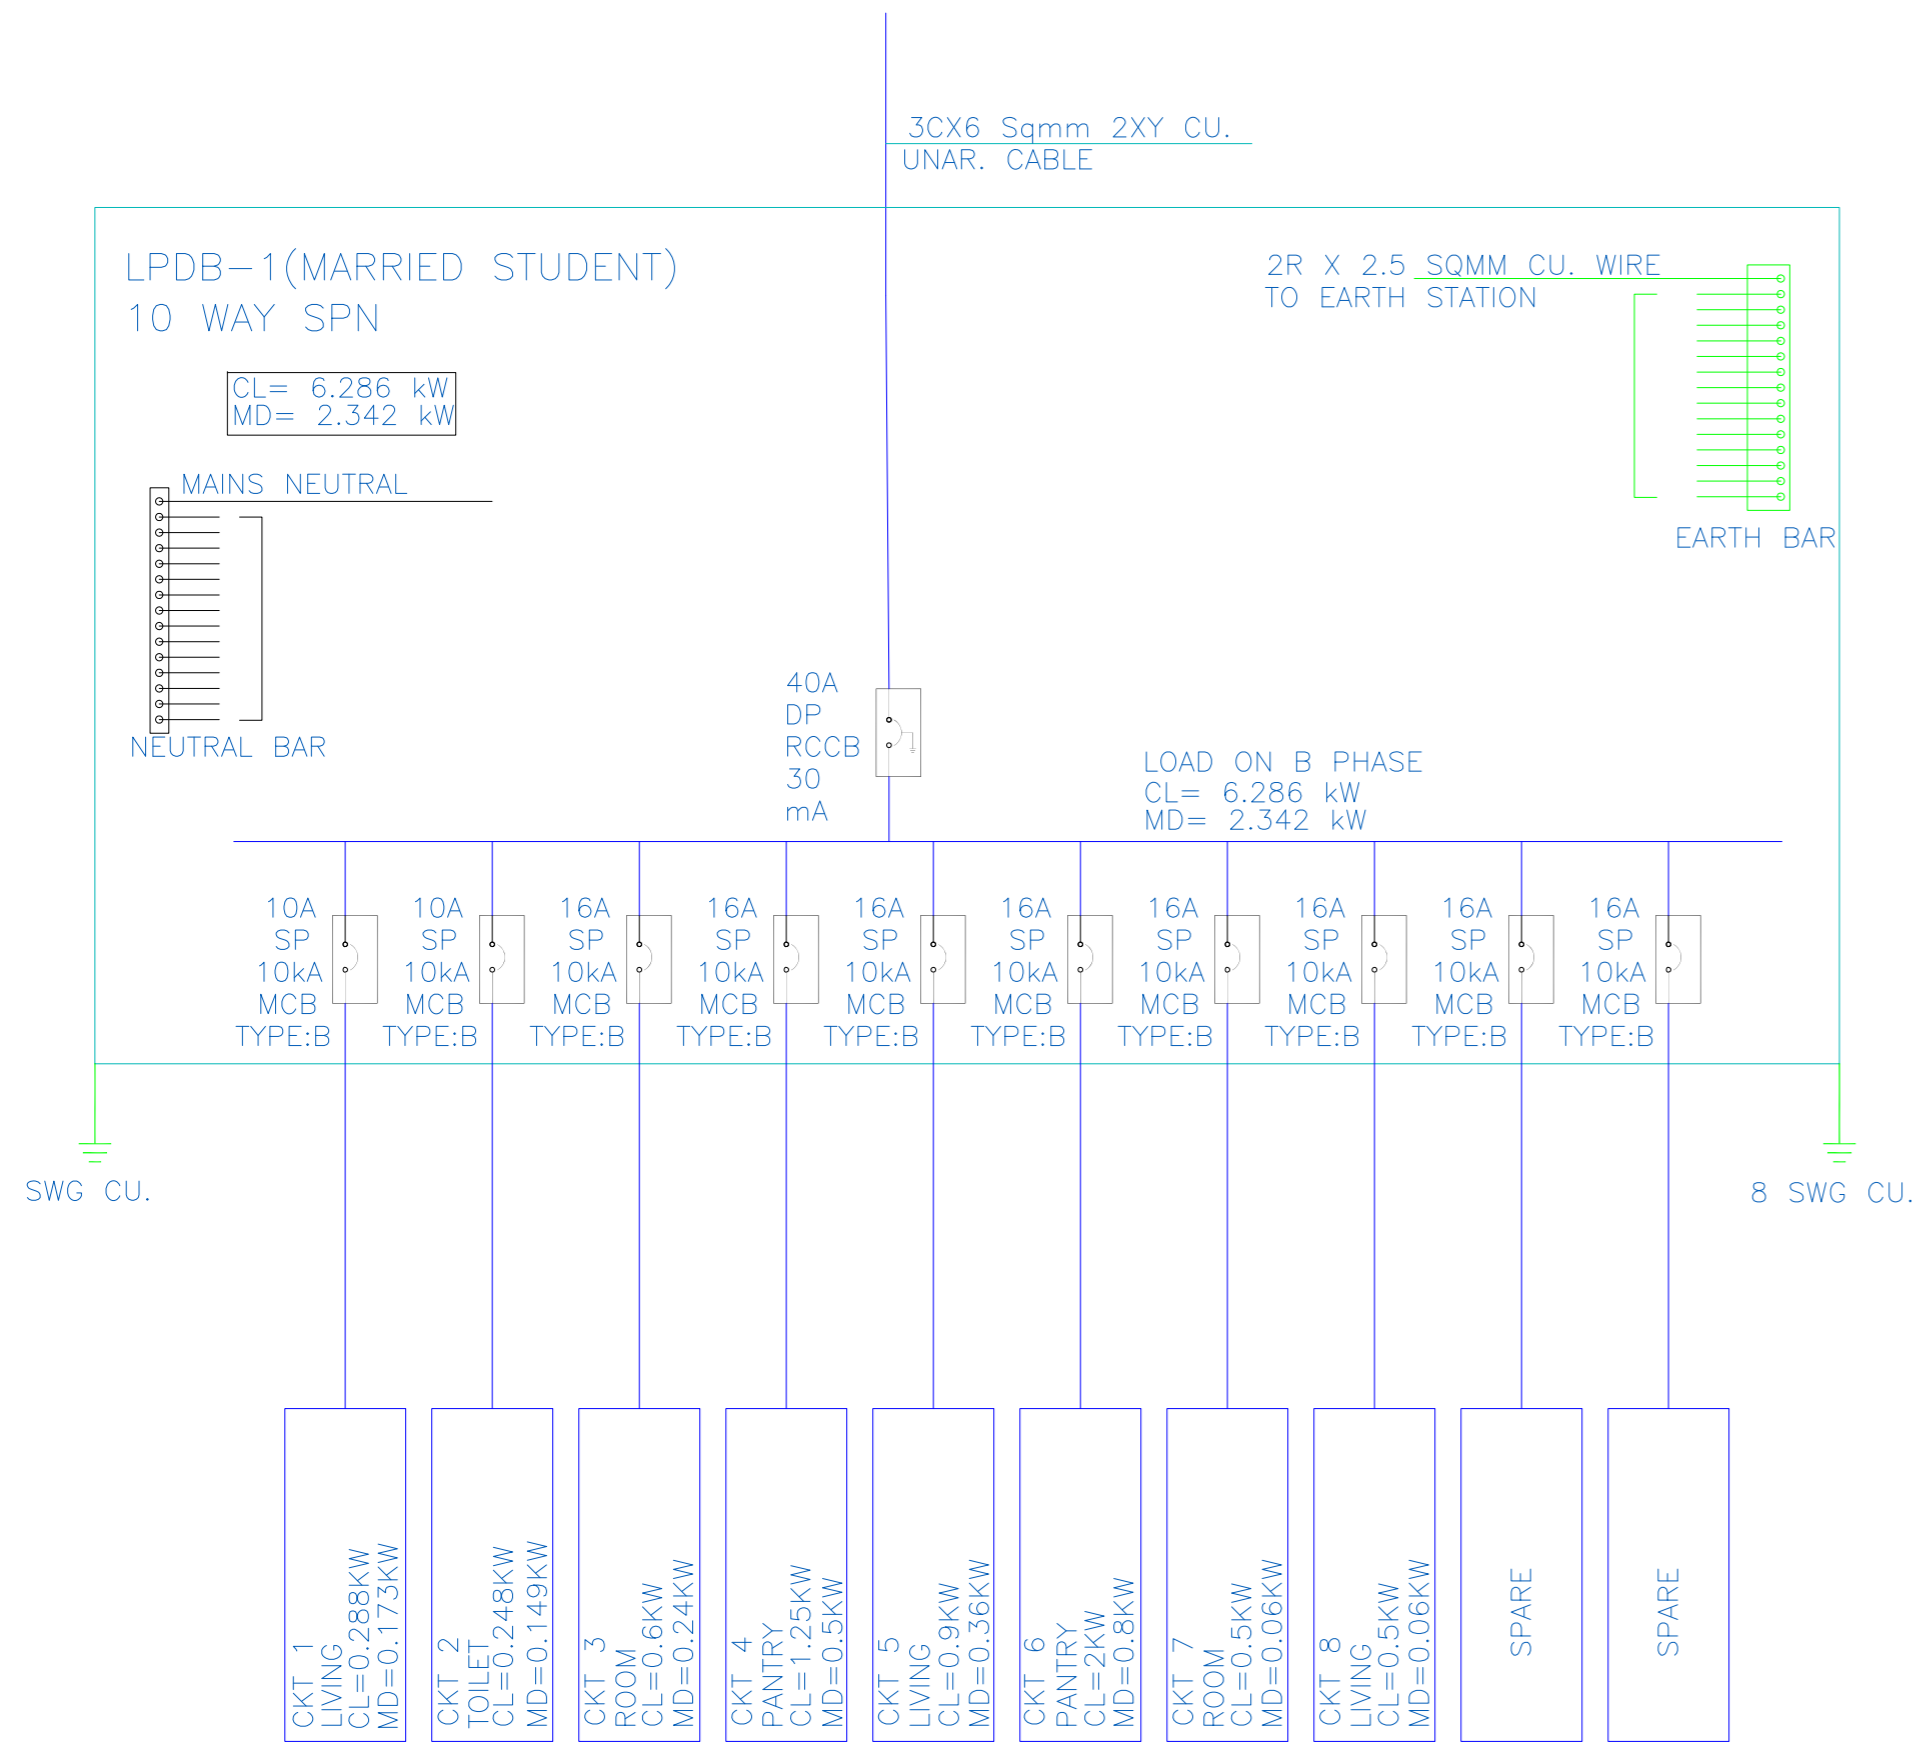 3CX6 Sqmm 2XY CU.
UNAR. CABLE
LPDB-1(MARRIED STUDENT)
10 WAY SPN
CL= 6.286 kW
MD= 2.342 kW
2R X 2.5 SQMM CU. WIRE
TO EARTH STATION
MAINS NEUTRAL
EARTH BAR
NEUTRAL BAR
40A
DP
RCCB
30
mA
LOAD ON B PHASE
CL= 6.286 kW
MD= 2.342 kW
10A
SP
10kA
MCB
TYPE:B
10A
SP
10kA
MCB
TYPE:B
16A
SP
10kA
MCB
TYPE:B
16A
SP
10kA
MCB
TYPE:B
16A
SP
10kA
MCB
TYPE:B
16A
SP
10kA
MCB
TYPE:B
16A
SP
10kA
MCB
TYPE:B
16A
SP
10kA
MCB
TYPE:B
16A
SP
10kA
MCB
TYPE:B
16A
SP
10kA
MCB
TYPE:B
SWG CU.
8 SWG CU.
CKT 1
LIVING
CL=0.288KW
MD=0.173KW
CKT 2
TOILET
CL=0.248KW
MD=0.149KW
CKT 3
ROOM
CL=0.6KW
MD=0.24KW
CKT 4
PANTRY
CL=1.25KW
MD=0.5KW
CKT 5
LIVING
CL=0.9KW
MD=0.36KW
CKT 6
PANTRY
CL=2KW
MD=0.8KW
CKT 7
ROOM
CL=0.5KW
MD=0.06KW
CKT 8
LIVING
CL=0.5KW
MD=0.06KW
SPARE
SPARE